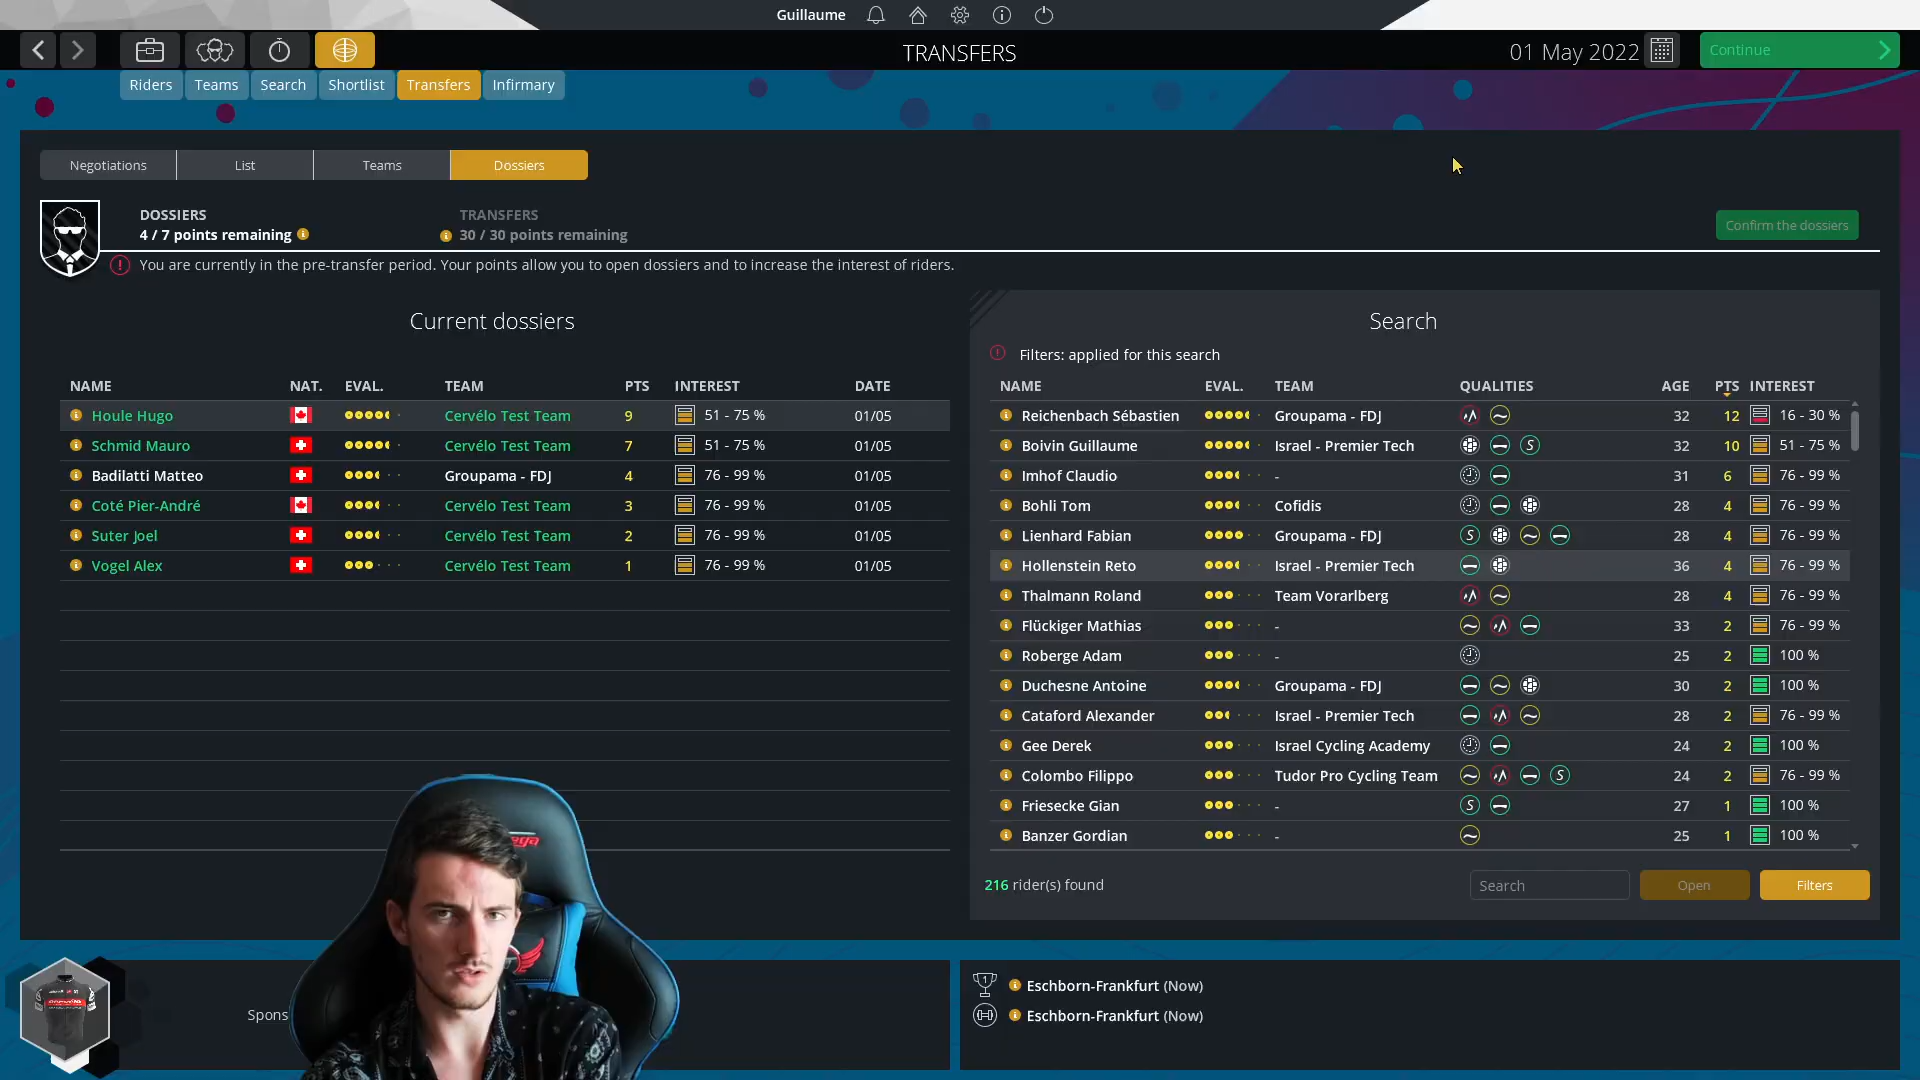 Guillaume
TRANSFERS
01 May 2022
Continue
Riders
Teams
Search
Shortlist
Transfers
Infirmary
Negotiations
List
Teams
Dossiers
DOSSIERS
4 / 7 points remaining
TRANSFERS
30 / 30 points remaining
Confirm the dossiers
You are currently in the pre-transfer period. Your points allow you to open dossiers and to increase the interest of riders.
Current dossiers
NAME NAT. EVAL. TEAM PTS INTEREST DATE
Houle Hugo Cervélo Test Team 9 51 - 75 % 01/05
Schmid Mauro Cervélo Test Team 7 51 - 75 % 01/05
Badilatti Matteo Groupama - FDJ 4 76 - 99 % 01/05
Coté Pier-André Cervélo Test Team 3 76 - 99 % 01/05
Suter Joel Cervélo Test Team 2 76 - 99 % 01/05
Vogel Alex Cervélo Test Team 1 76 - 99 % 01/05
Search
Filters: applied for this search
NAME EVAL. TEAM QUALITIES AGE PTS INTEREST
Reichenbach Sébastien Groupama - FDJ 32 12 16 - 30 %
Boivin Guillaume Israel - Premier Tech S 32 10 51 - 75 %
Imhof Claudio - 31 6 76 - 99 %
Bohli Tom Cofidis 28 4 76 - 99 %
Lienhard Fabian Groupama - FDJ S 28 4 76 - 99 %
Hollenstein Reto Israel - Premier Tech 36 4 76 - 99 %
Thalmann Roland Team Vorarlberg 28 4 76 - 99 %
Flückiger Mathias - 33 2 76 - 99 %
Roberge Adam - 25 2 100 %
Duchesne Antoine Groupama - FDJ 30 2 100 %
Cataford Alexander Israel - Premier Tech 28 2 76 - 99 %
Gee Derek Israel Cycling Academy 24 2 100 %
Colombo Filippo Tudor Pro Cycling Team S 24 2 76 - 99 %
Friesecke Gian - S 27 1 100 %
Banzer Gordian - 25 1 100 %
216 rider(s) found
Search
Open
Filters
Spons
Eschborn-Frankfurt (Now)
Eschborn-Frankfurt (Now)